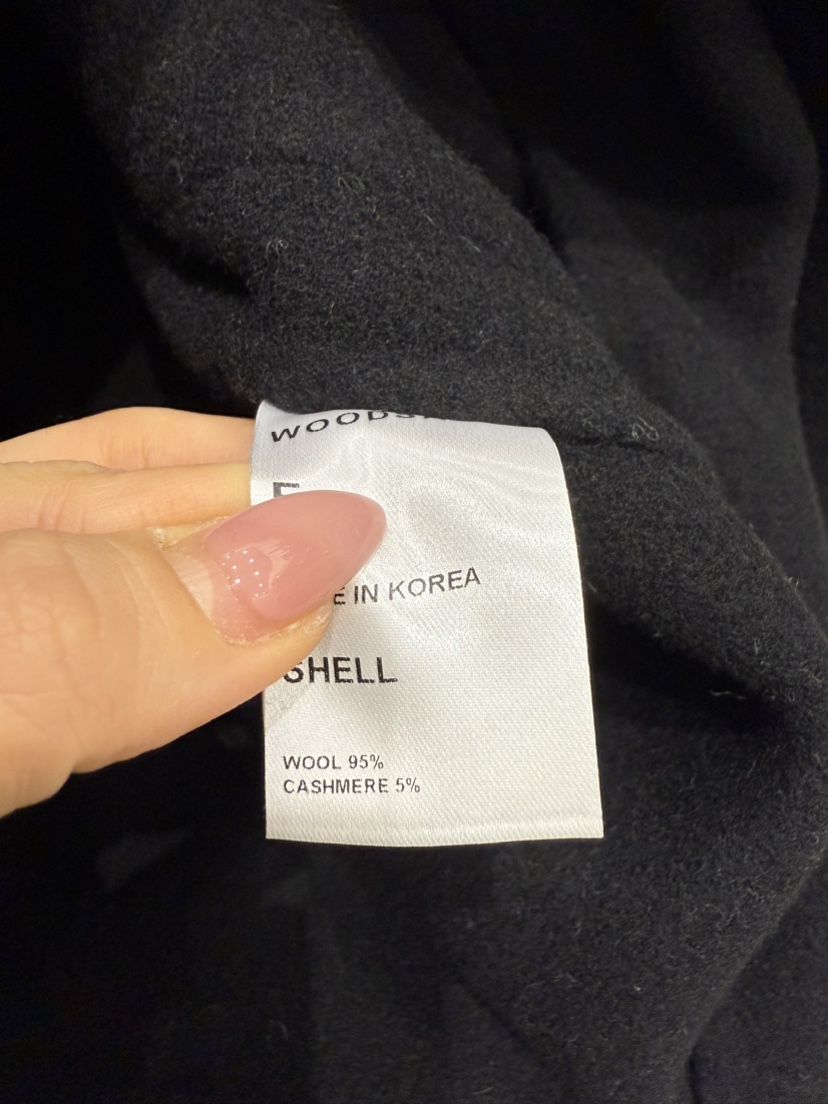 F
E IN KOREA
SHELL
WOOL 95%
CASHMERE 5%